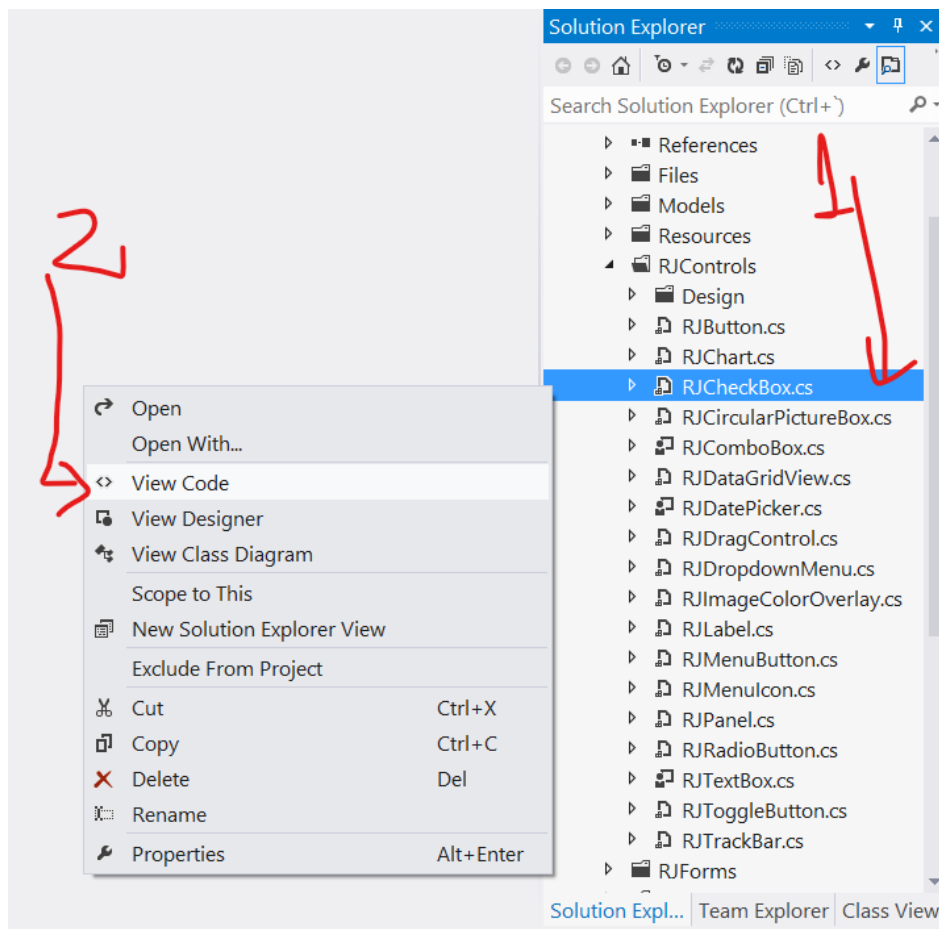 Solution Explorer
Search Solution Explorer (Ctrl+`)
References
Files
Models
Resources
RJControls
Design
RJButton.cs
RJChart.cs
RJCheckBox.cs
RJCircularPictureBox.cs
RJComboBox.cs
RJDataGridView.cs
RJDatePicker.cs
RJDragControl.cs
RJDropdownMenu.cs
RJImageColorOverlay.cs
RJLabel.cs
RJMenuButton.cs
RJMenuIcon.cs
RJPanel.cs
RJRadioButton.cs
RJTextBox.cs
RJToggleButton.cs
RJTrackBar.cs
RJForms
Solution Expl... Team Explorer Class View
1
2
Open
Open With...
View Code
View Designer
View Class Diagram
Scope to This
New Solution Explorer View
Exclude From Project
Cut Ctrl+X
Copy Ctrl+C
Delete Del
Rename
Properties Alt+Enter